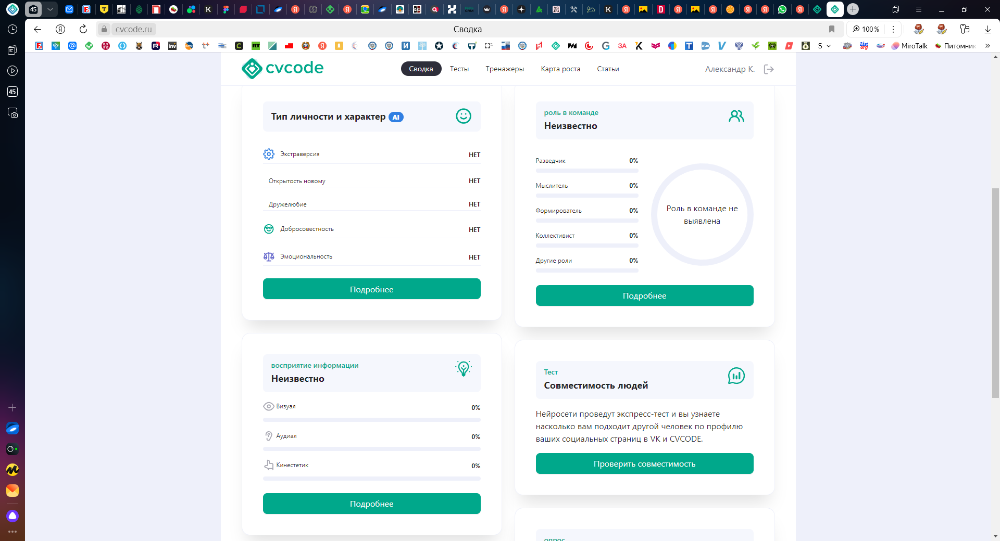 45
cvcode.ru
Сводка
100%
S
ЗА
List org
MiroTalk
Питомник
45
cvcode
Сводка
Тесты
Тренажеры
Карта роста
Статьи
Александр К.
Тип личности и характер AI
Экстраверсия НЕТ
Открытость новому НЕТ
Дружелюбие НЕТ
Добросовестность НЕТ
Эмоциональность НЕТ
Подробнее
роль в команде
Неизвестно
Разведчик 0%
Мыслитель 0%
Формирователь 0%
Коллективист 0%
Другие роли 0%
Роль в команде не
выявлена
Подробнее
восприятие информации
Неизвестно
Визуал 0%
Аудиал 0%
Кинестетик 0%
Подробнее
Тест
Совместимость людей
Нейросети проведут экспресс-тест и вы узнаете
насколько вам подходит другой человек по профилю
ваших социальных страниц в VK и CVCODE.
Проверить совместимость
опрос